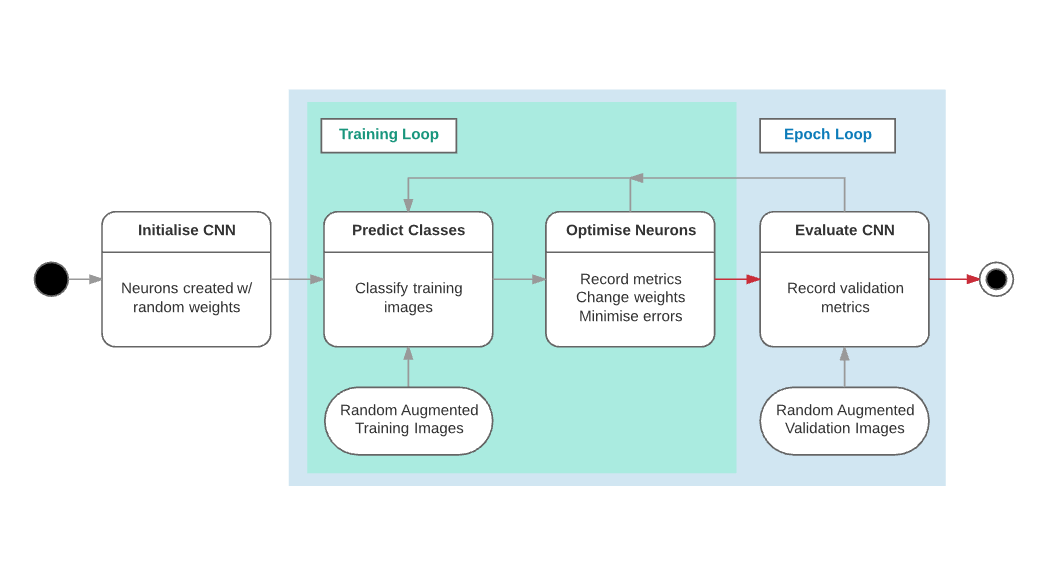 Training Loop
Epoch Loop
Initialise CNN
Neurons created w/
random weights
Predict Classes
Classify training
images
Optimise Neurons
Record metrics
Change weights
Minimise errors
Evaluate CNN
Record validation
metrics
Random Augmented
Training Images
Random Augmented
Validation Images